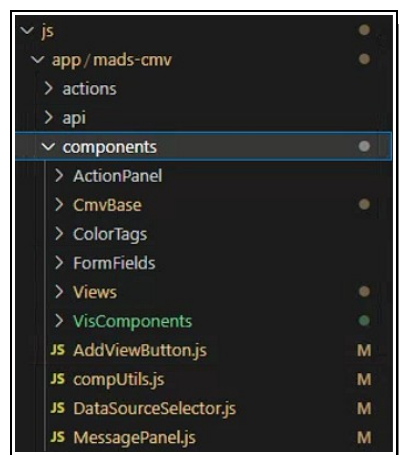 js
app/mads-cmv
actions
api
components
ActionPanel
CmvBase
ColorTags
FormFields
Views
VisComponents
JS AddViewButton.js M
JS compUtils.js M
JS DataSourceSelector.js M
JS MessagePanel.js M